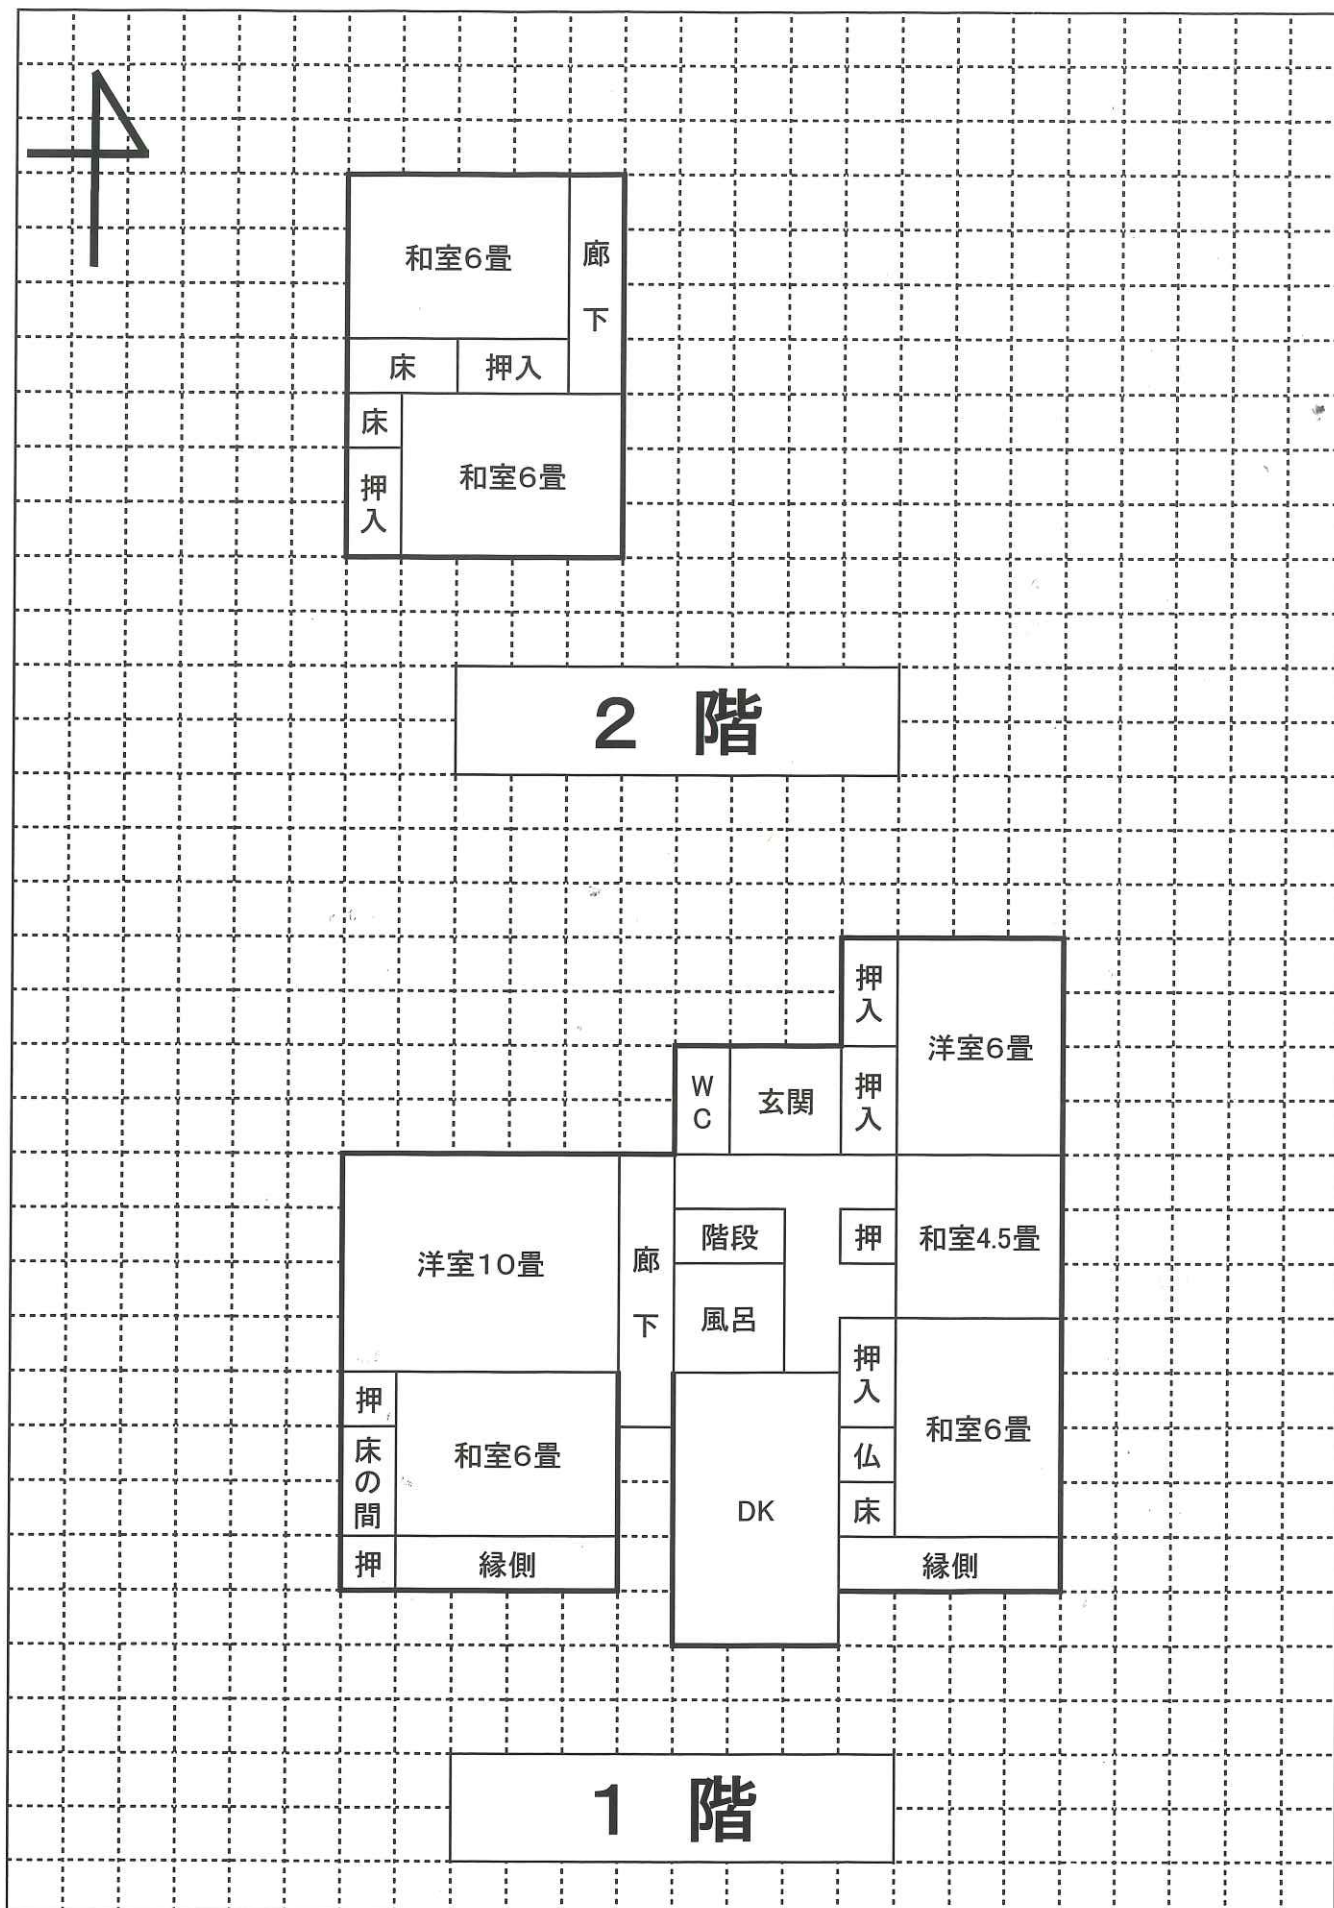 和室6畳
廊下
床
押入
床
押入
和室6畳
2 階
押入
洋室6畳
WC
玄関
押入
洋室10畳
廊下
階段
押
和室4.5畳
風呂
押入
押
床の間
和室6畳
DK
仏
床
和室6畳
押
縁側
縁側
1 階